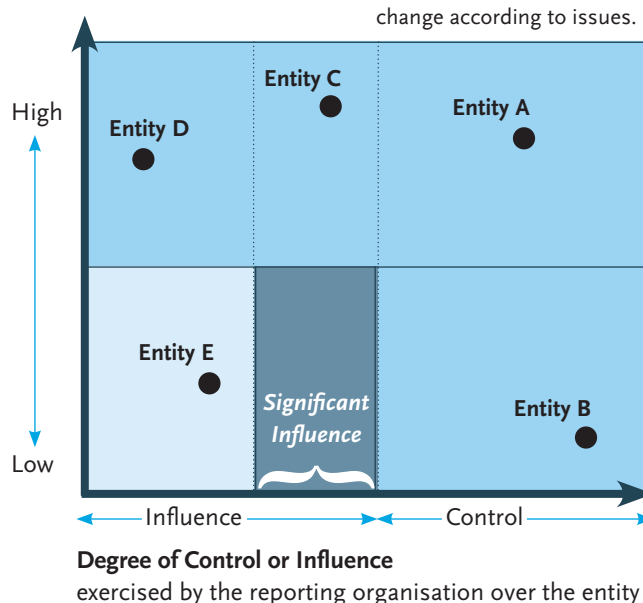 change according to issues.
High
Entity C
Entity A
Entity D
Entity E
Significant
Influence
Entity B
Low
Influence
Control
Degree of Control or Influence
exercised by the reporting organisation over the entity